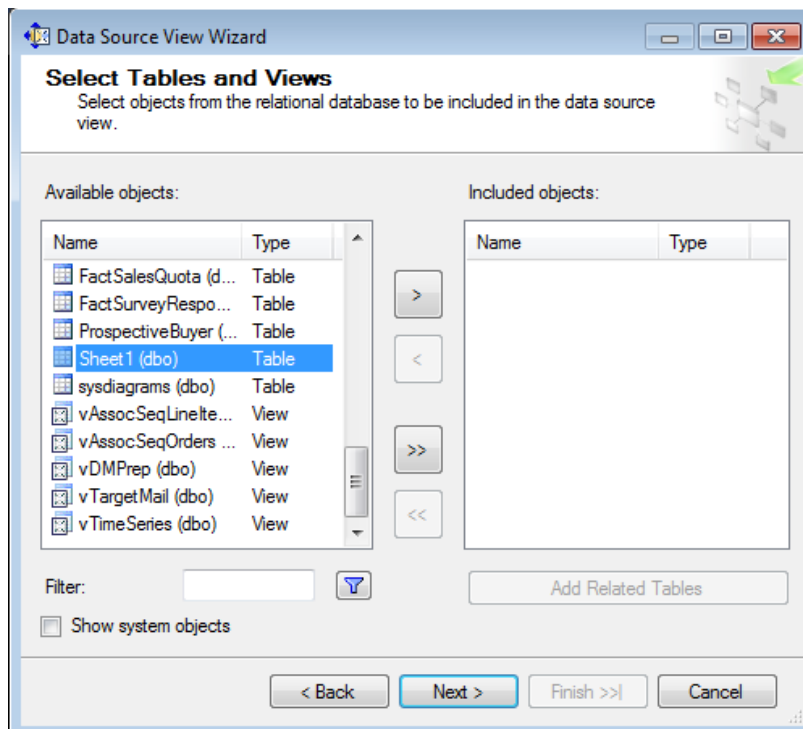 Data Source View Wizard
Select Tables and Views
Select objects from the relational database to be included in the data source
view.
Available objects:
Included objects:
Name Type
Name Type
FactSalesQuota (d... Table
FactSurveyRespo... Table
ProspectiveBuyer (... Table
Sheet1 (dbo) Table
sysdiagrams (dbo) Table
vAssocSeqLineIte... View
vAssocSeqOrders ... View
vDMPrep (dbo) View
vTargetMail (dbo) View
vTimeSeries (dbo) View
>
<
>>
<<
Filter:
Add Related Tables
Show system objects
< Back
Next >
Finish >>|
Cancel